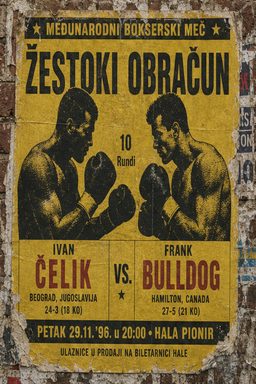 ★ MEĐUNARODNI BOKSERSKI MEČ ★
ŽESTOKI OBRAČUN
10
Rundi
IVAN
ČELIK
BEOGRAD, JUGOSLAVIJA
24-3 (18 KO)
VS.
★
FRANK
BULLDOG
HAMILTON, CANADA
27-5 (21 KO)
PETAK 29.11.'96. u 20:00 • HALA PIONIR
ULAZNICE U PRODAJI NA BILETARNICI HALE